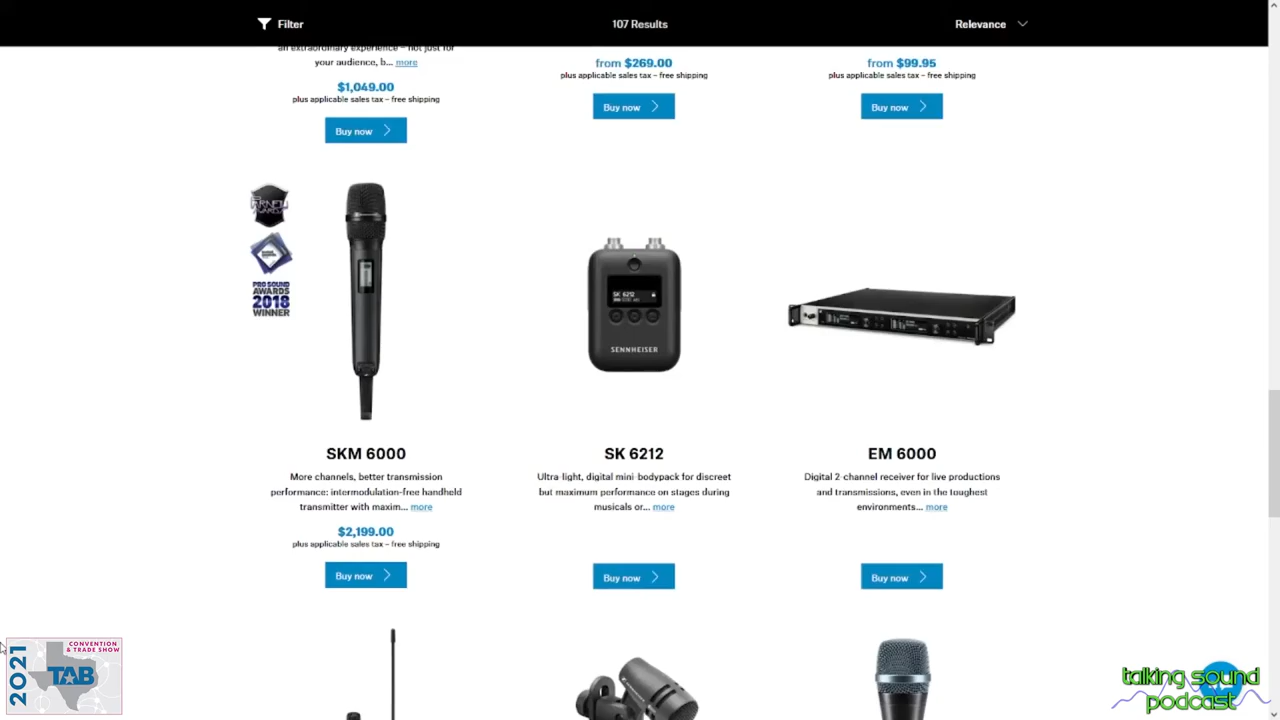 Filter
107 Results
Relevance
an extraordinary experience – not just for
your audience, b... more
$1,049.00
plus applicable sales tax – free shipping
Buy now
from $269.00
plus applicable sales tax – free shipping
Buy now
from $99.95
plus applicable sales tax – free shipping
Buy now
PRO SOUND
AWARDS
2018
WINNER
SK 6212
SENNHEISER
SKM 6000
More channels, better transmission
performance: intermodulation-free handheld
transmitter with maxim... more
$2,199.00
plus applicable sales tax – free shipping
Buy now
SK 6212
Ultra-light, digital mini-bodypack for discreet
but maximum performance on stages during
musicals or... more
Buy now
EM 6000
Digital 2-channel receiver for live productions
and transmissions, even in the toughest
environments... more
Buy now
2021
CONVENTION
& TRADE SHOW
TAB
talking sound
podcast